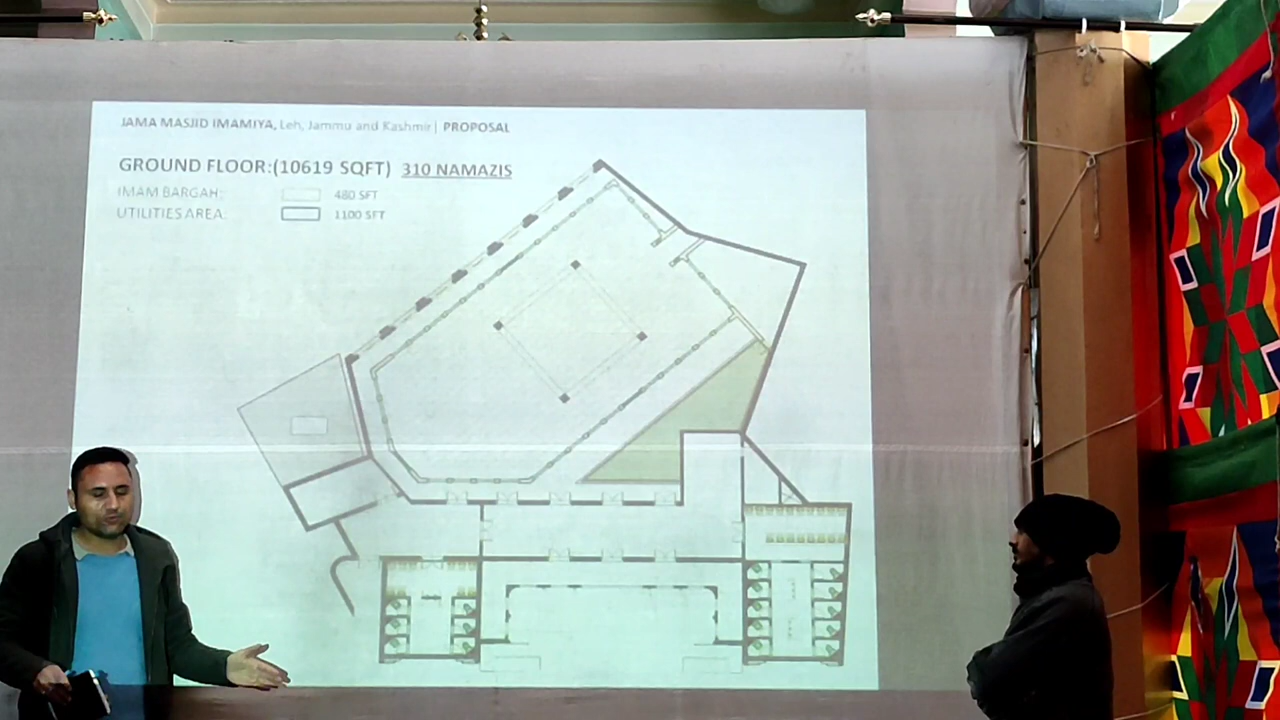 JAMA MASJID IMAMIYA, Leh, Jammu and Kashmir | PROPOSAL
GROUND FLOOR:(10619 SQFT) 310 NAMAZIS
IMAM BARGAH: 480 SFT
UTILITIES AREA: 1100 SFT